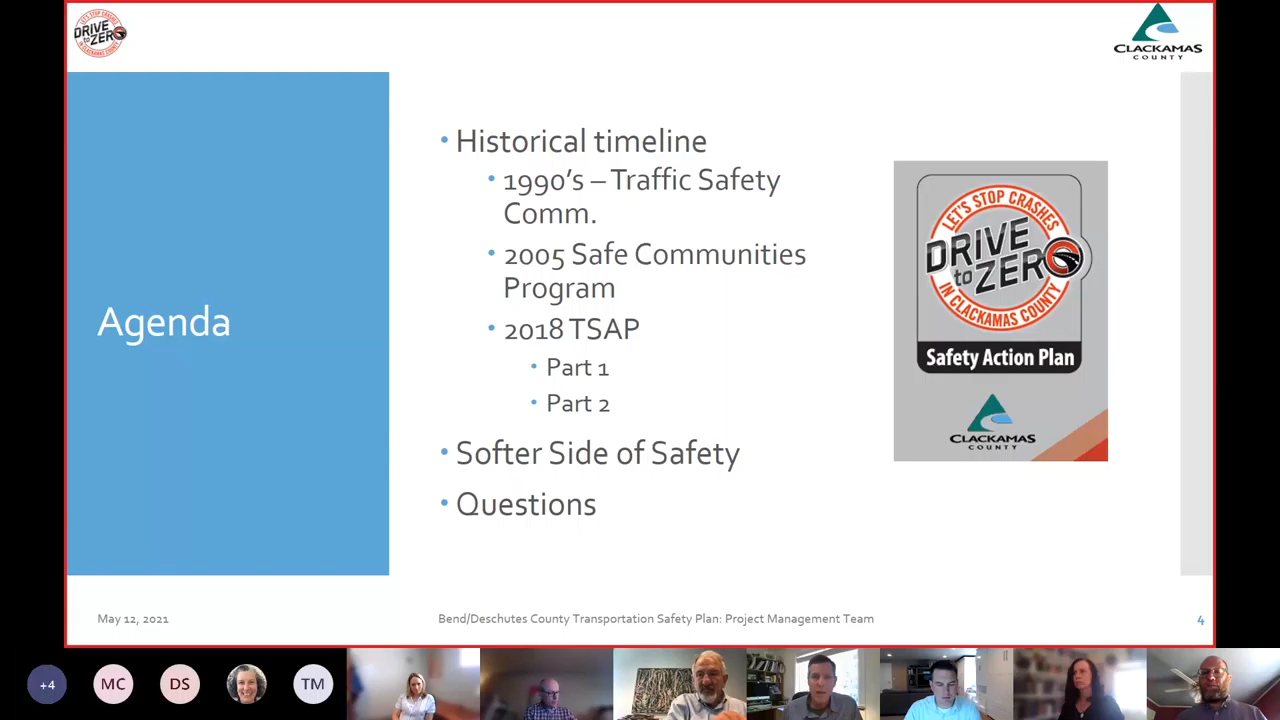 LET'S STOP CRASHES
DRIVE
to ZERO
IN CLACKAMAS COUNTY
CLACKAMAS
COUNTY
Agenda
• Historical timeline
• 1990's – Traffic Safety
Comm.
• 2005 Safe Communities
Program
• 2018 TSAP
• Part 1
• Part 2
• Softer Side of Safety
• Questions
LET'S STOP CRASHES
DRIVE
to ZERO
IN CLACKAMAS COUNTY
Safety Action Plan
CLACKAMAS
COUNTY
May 12, 2021
Bend/Deschutes County Transportation Safety Plan: Project Management Team
4
+4
MC
DS
TM